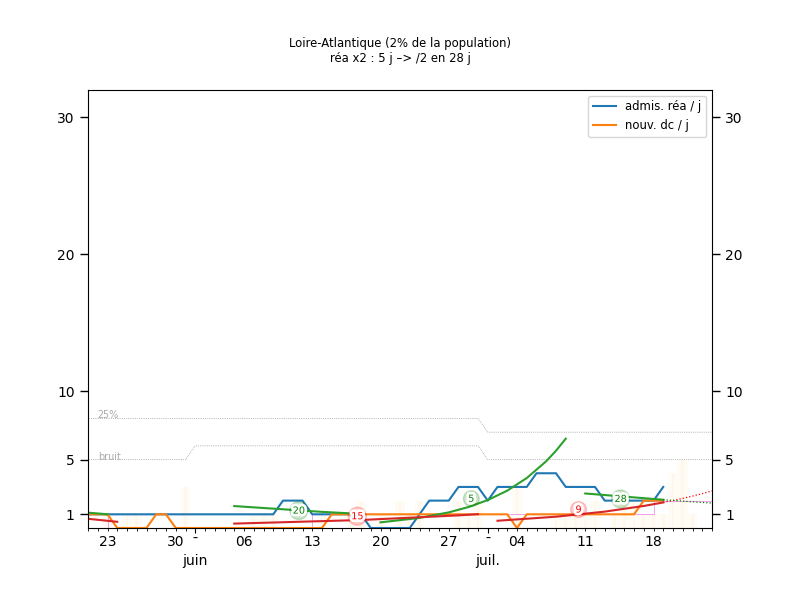 Loire-Atlantique (2% de la population)
réa x2 : 5 j –> /2 en 28 j
admis. réa / j
nouv. dc / j
30 30
20 20
10 10
25%
bruit
5 5
1 1
20 15 5 9 28
23 30 - 06 13 20 27 - 04 11 18
juin juil.